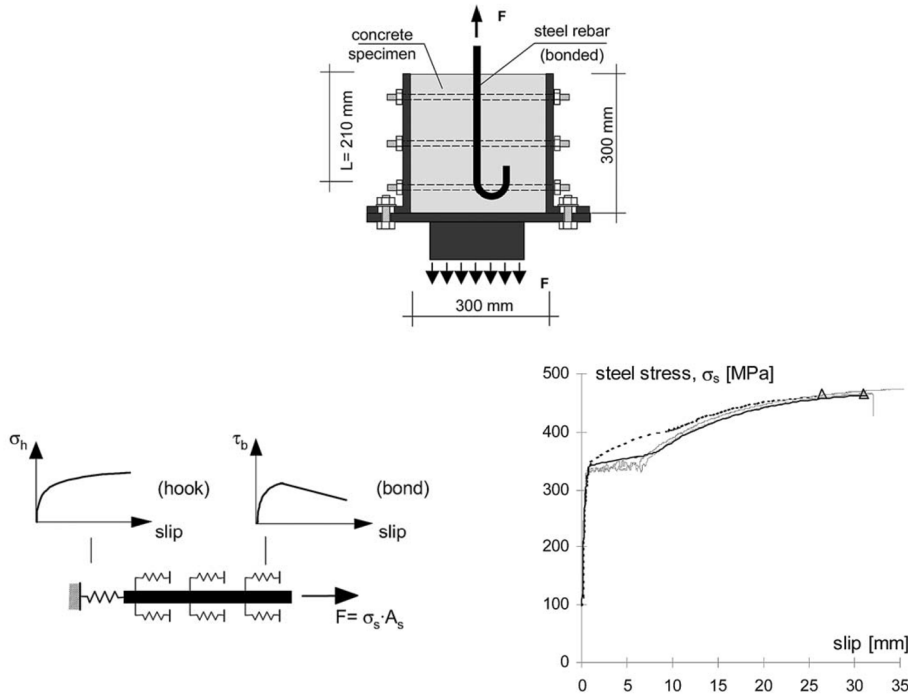 F
concrete
specimen
steel rebar
(bonded)
L= 210 mm
300 mm
F
300 mm
σh
(hook)
slip
τb
(bond)
slip
F= σs·As
steel stress, σs [MPa]
500
400
300
200
100
0
slip [mm]
0 5 10 15 20 25 30 35